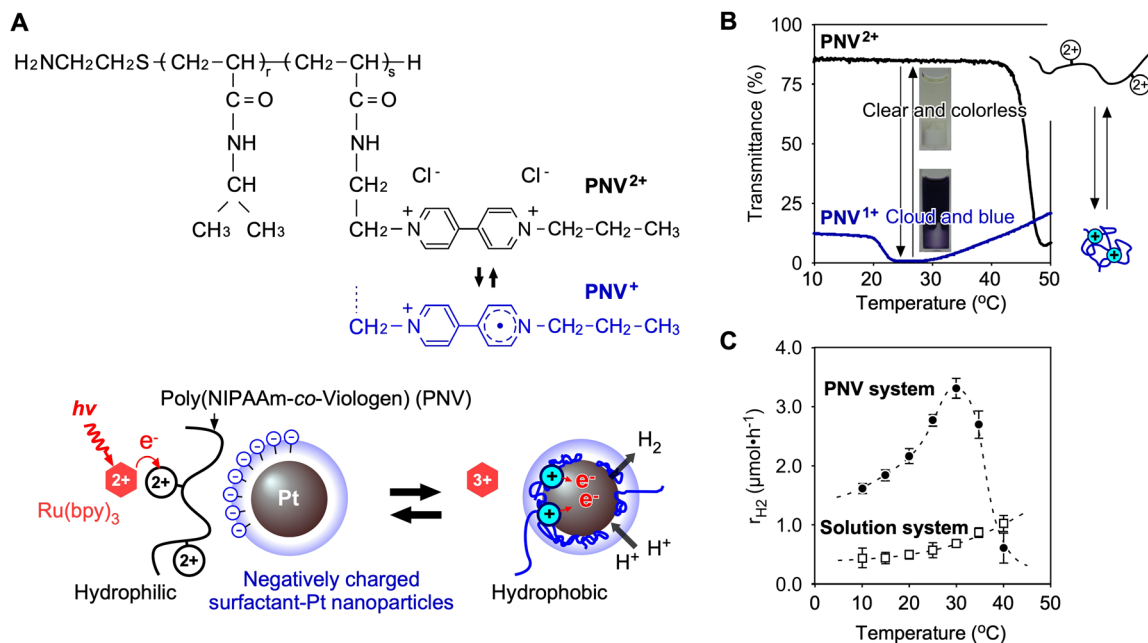 A
H2NCH2CH2S ( CH2 CH )r ( CH2 CH )s H
C=O C=O
NH NH
CH CH2
CH3 CH3
Cl- Cl-
PNV2+
CH2 +N N+ CH2 CH2 CH3
PNV+
CH2 +N N CH2 CH2 CH3
hν
e-
Poly(NIPAAm-co-Viologen) (PNV)
2+ 2+
Ru(bpy)3
2+
Pt
- - - - - - - -
3+
+ +
e-
e-
H2
H+ H+
Hydrophilic
Negatively charged
surfactant-Pt nanoparticles
Hydrophobic
B
Transmittance (%)
100
75
50
25
0
PNV2+
Clear and colorless
PNV1+ Cloud and blue
10 20 30 40 50
Temperature (oC)
2+ 2+
+ +
C
rH2 (μmol•h-1)
4.0
3.0
2.0
1.0
0.0
PNV system
Solution system
0 10 20 30 40 50
Temperature (oC)